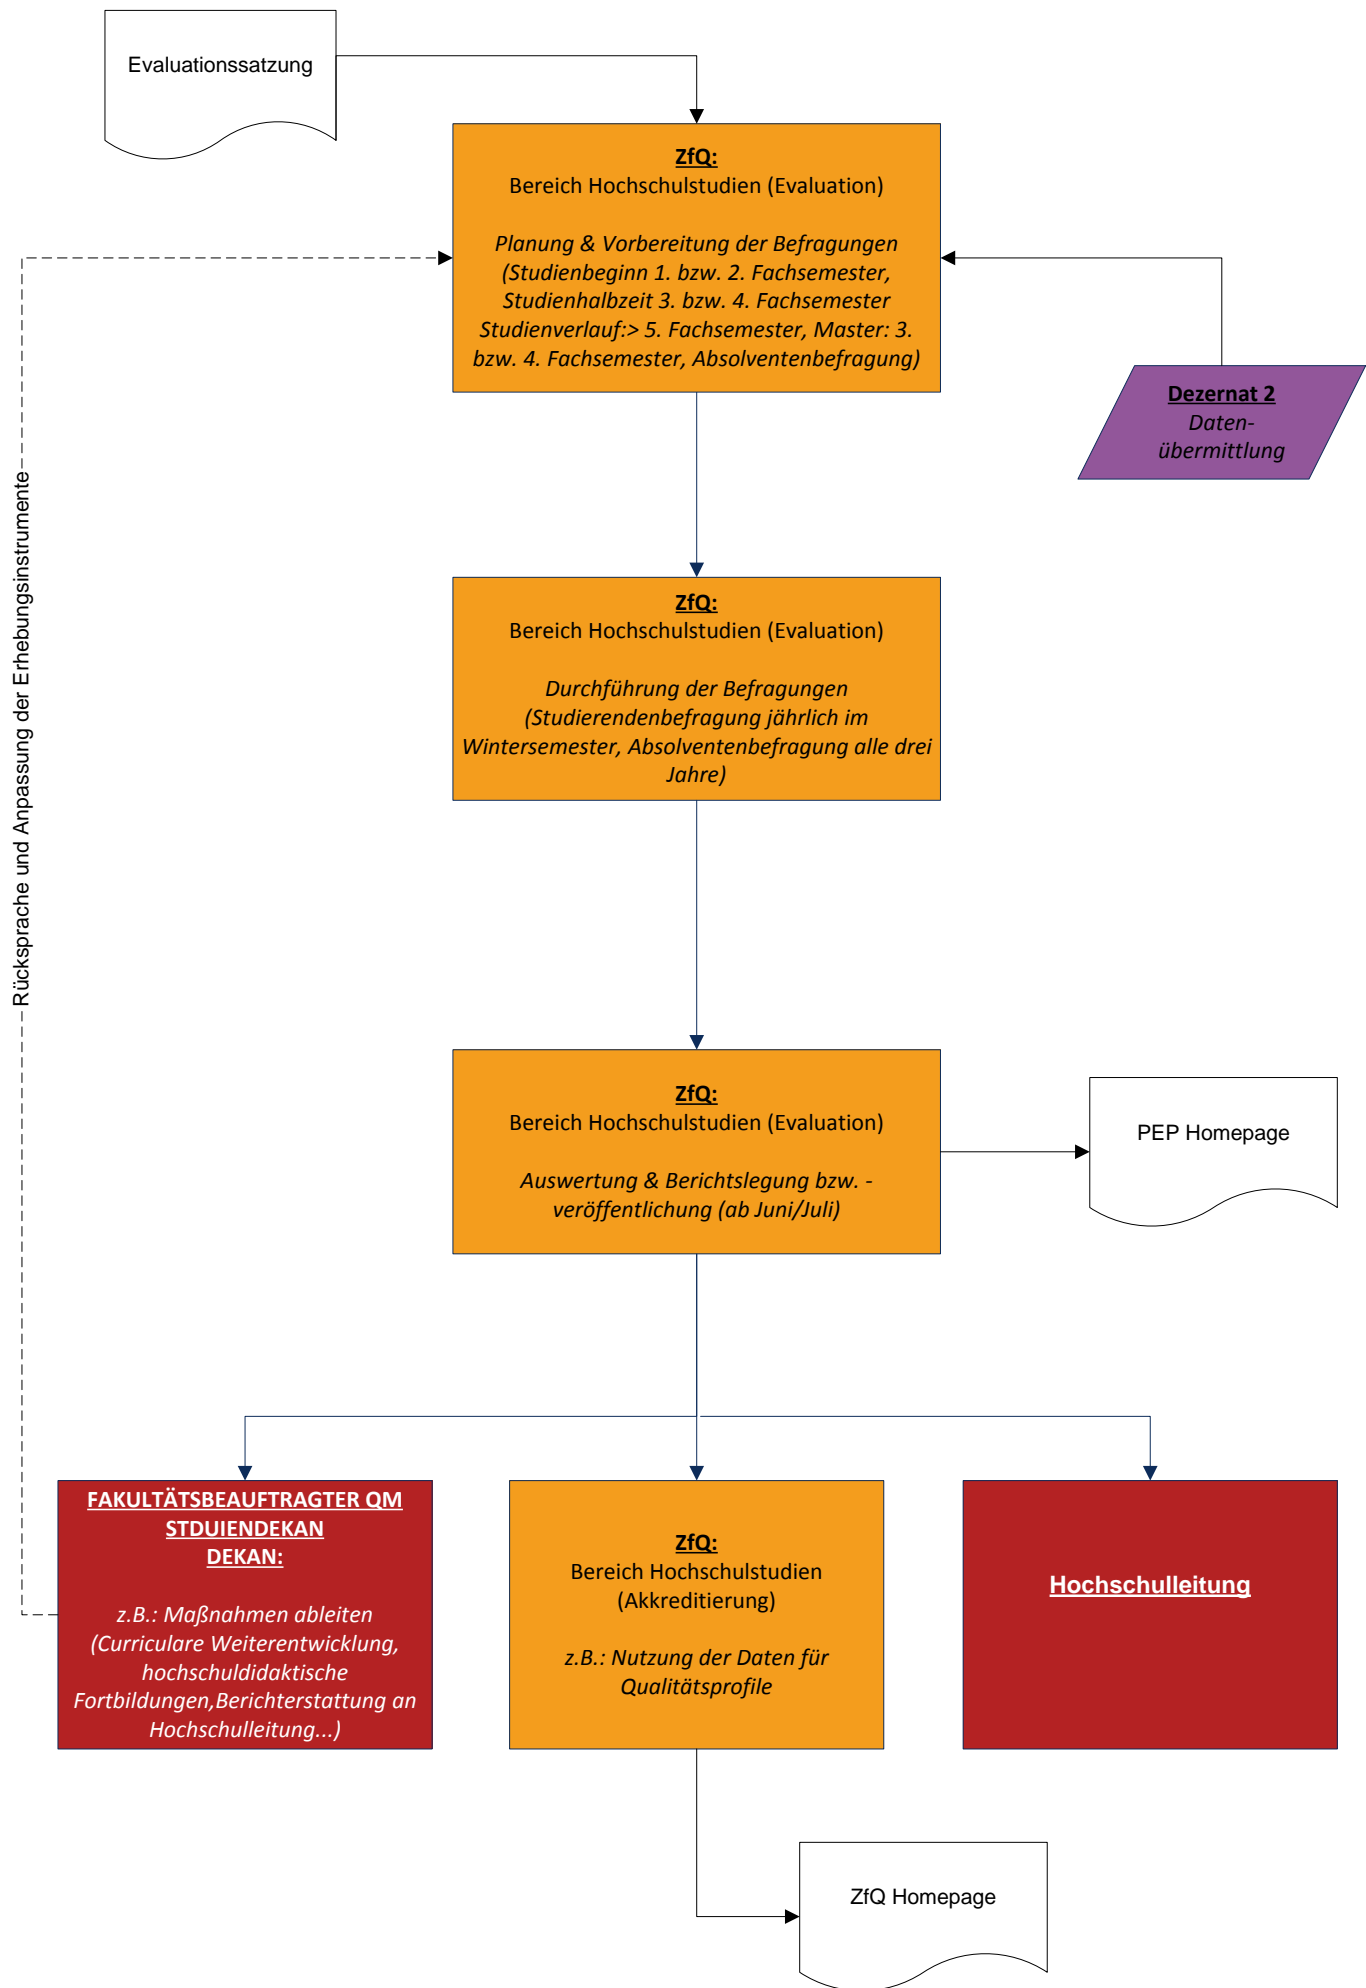 Evaluationssatzung
ZfQ:
Bereich Hochschulstudien (Evaluation)
Planung & Vorbereitung der Befragungen
(Studienbeginn 1. bzw. 2. Fachsemester,
Studienhalbzeit 3. bzw. 4. Fachsemester
Studienverlauf:> 5. Fachsemester, Master: 3.
bzw. 4. Fachsemester, Absolventenbefragung)
Dezernat 2
Daten-
übermittlung
Rücksprache und Anpassung der Erhebungsinstrumente
ZfQ:
Bereich Hochschulstudien (Evaluation)
Durchführung der Befragungen
(Studierendenbefragung jährlich im
Wintersemester, Absolventenbefragung alle drei
Jahre)
ZfQ:
Bereich Hochschulstudien (Evaluation)
Auswertung & Berichtslegung bzw. -
veröffentlichung (ab Juni/Juli)
PEP Homepage
FAKULTÄTSBEAUFTRAGTER QM
STDUIENDEKAN
DEKAN:
z.B.: Maßnahmen ableiten
(Curriculare Weiterentwicklung,
hochschuldidaktische
Fortbildungen,Berichterstattung an
Hochschulleitung...)
ZfQ:
Bereich Hochschulstudien
(Akkreditierung)
z.B.: Nutzung der Daten für
Qualitätsprofile
Hochschulleitung
ZfQ Homepage